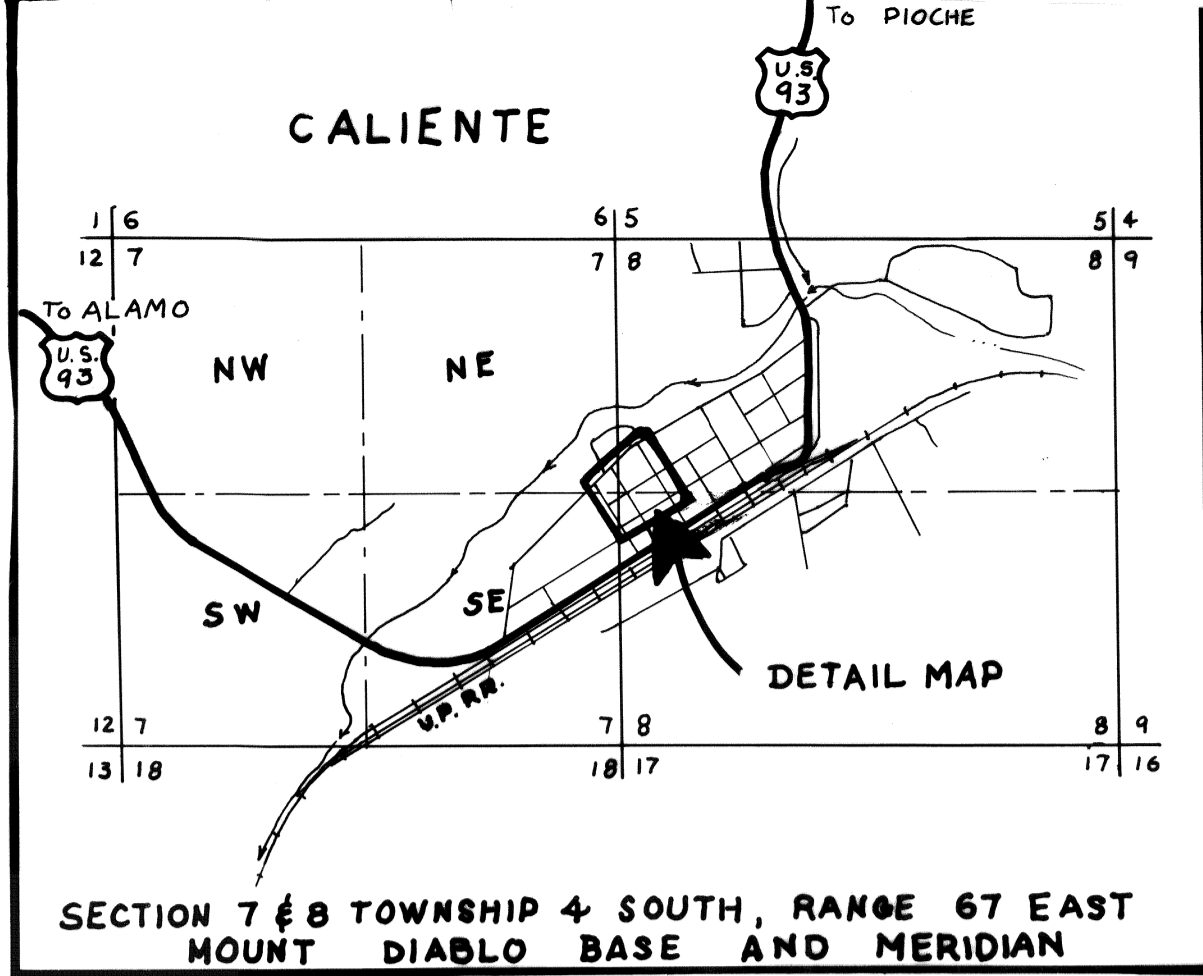 To PIOCHE
U.S.
93
CALIENTE
1 6
6 5
5 4
12 7
7 8
8 9
To ALAMO
U.S.
93
NW
NE
SW
SE
DETAIL MAP
U.P. RR.
12 7
7 8
8 9
13 18
18 17
17 16
SECTION 7 & 8 TOWNSHIP 4 SOUTH, RANGE 67 EAST
MOUNT DIABLO BASE AND MERIDIAN